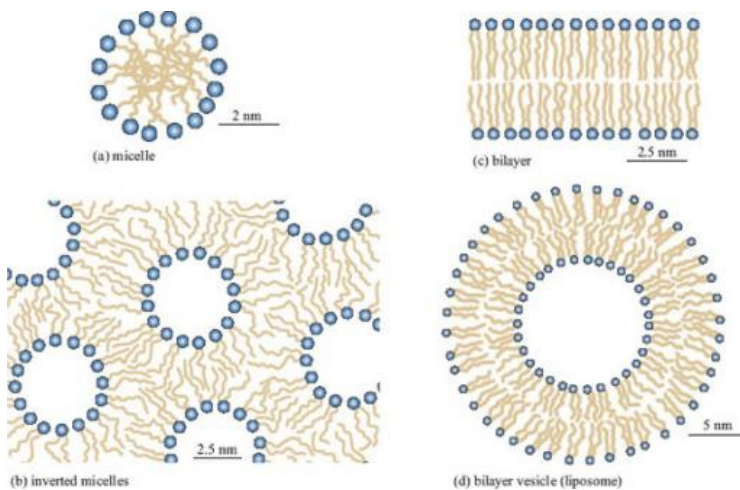 2 nm
(a) micelle
2.5 nm
(c) bilayer
2.5 nm
(b) inverted micelles
5 nm
(d) bilayer vesicle (liposome)